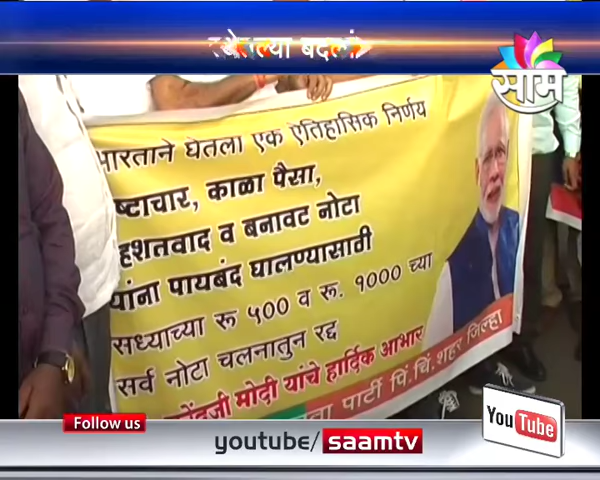 बदल
साम
भारताने घेतला एक ऐतिहासिक निर्णय
ष्टाचार, काळा पैसा,
हशतवाद व बनावट नोटा
यांना पायबंद घालण्यासाठी
सध्याच्या रू ५०० व रू. १००० च्या
सर्व नोटा चलनातुन रद्द
मोदी यांचे हार्दिक आभार
पार्टी पिं.चिं.शहर जिल्हा
Follow us
youtube/saamtv
YouTube